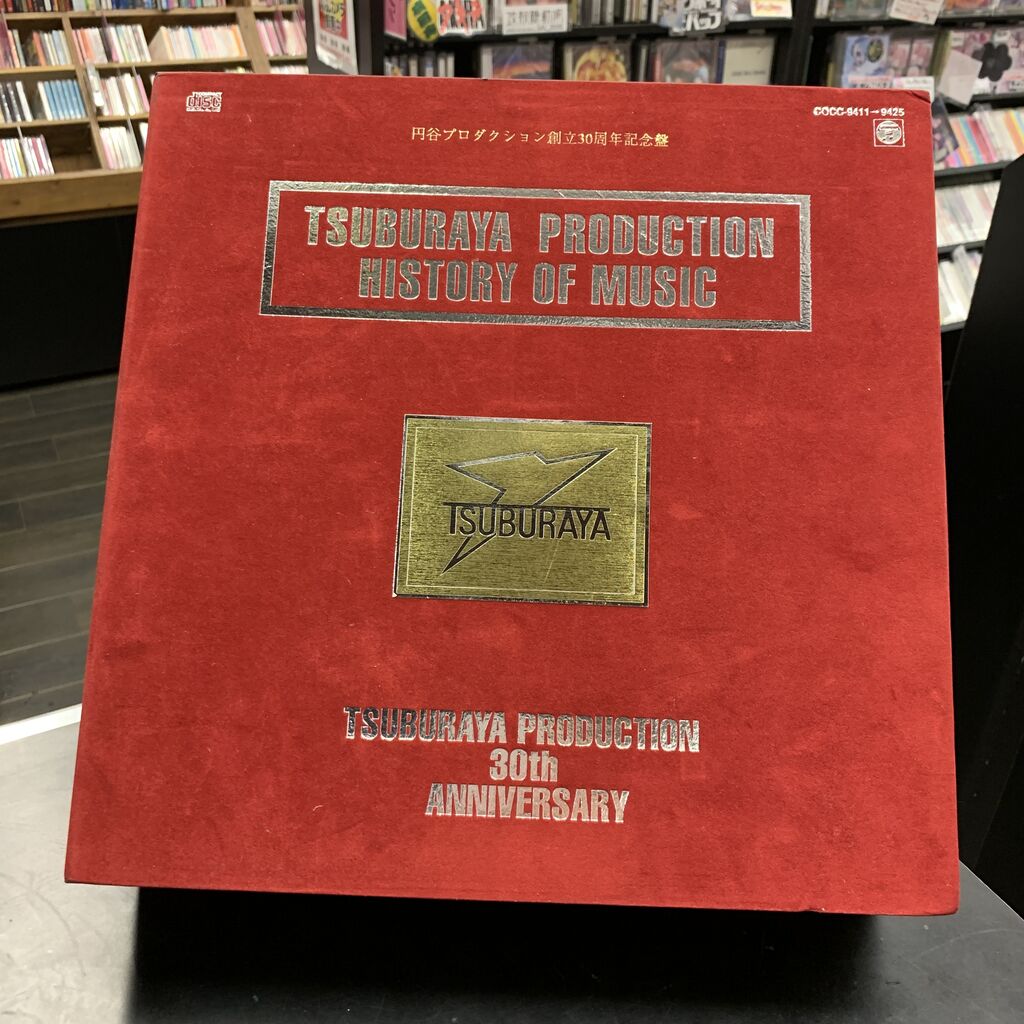 DISC
COCC-9411→9425
円谷プロダクション創立30周年記念盤
TSUBURAYA PRODUCTION
HISTORY OF MUSIC
TSUBURAYA
TSUBURAYA PRODUCTION
30th
ANNIVERSARY